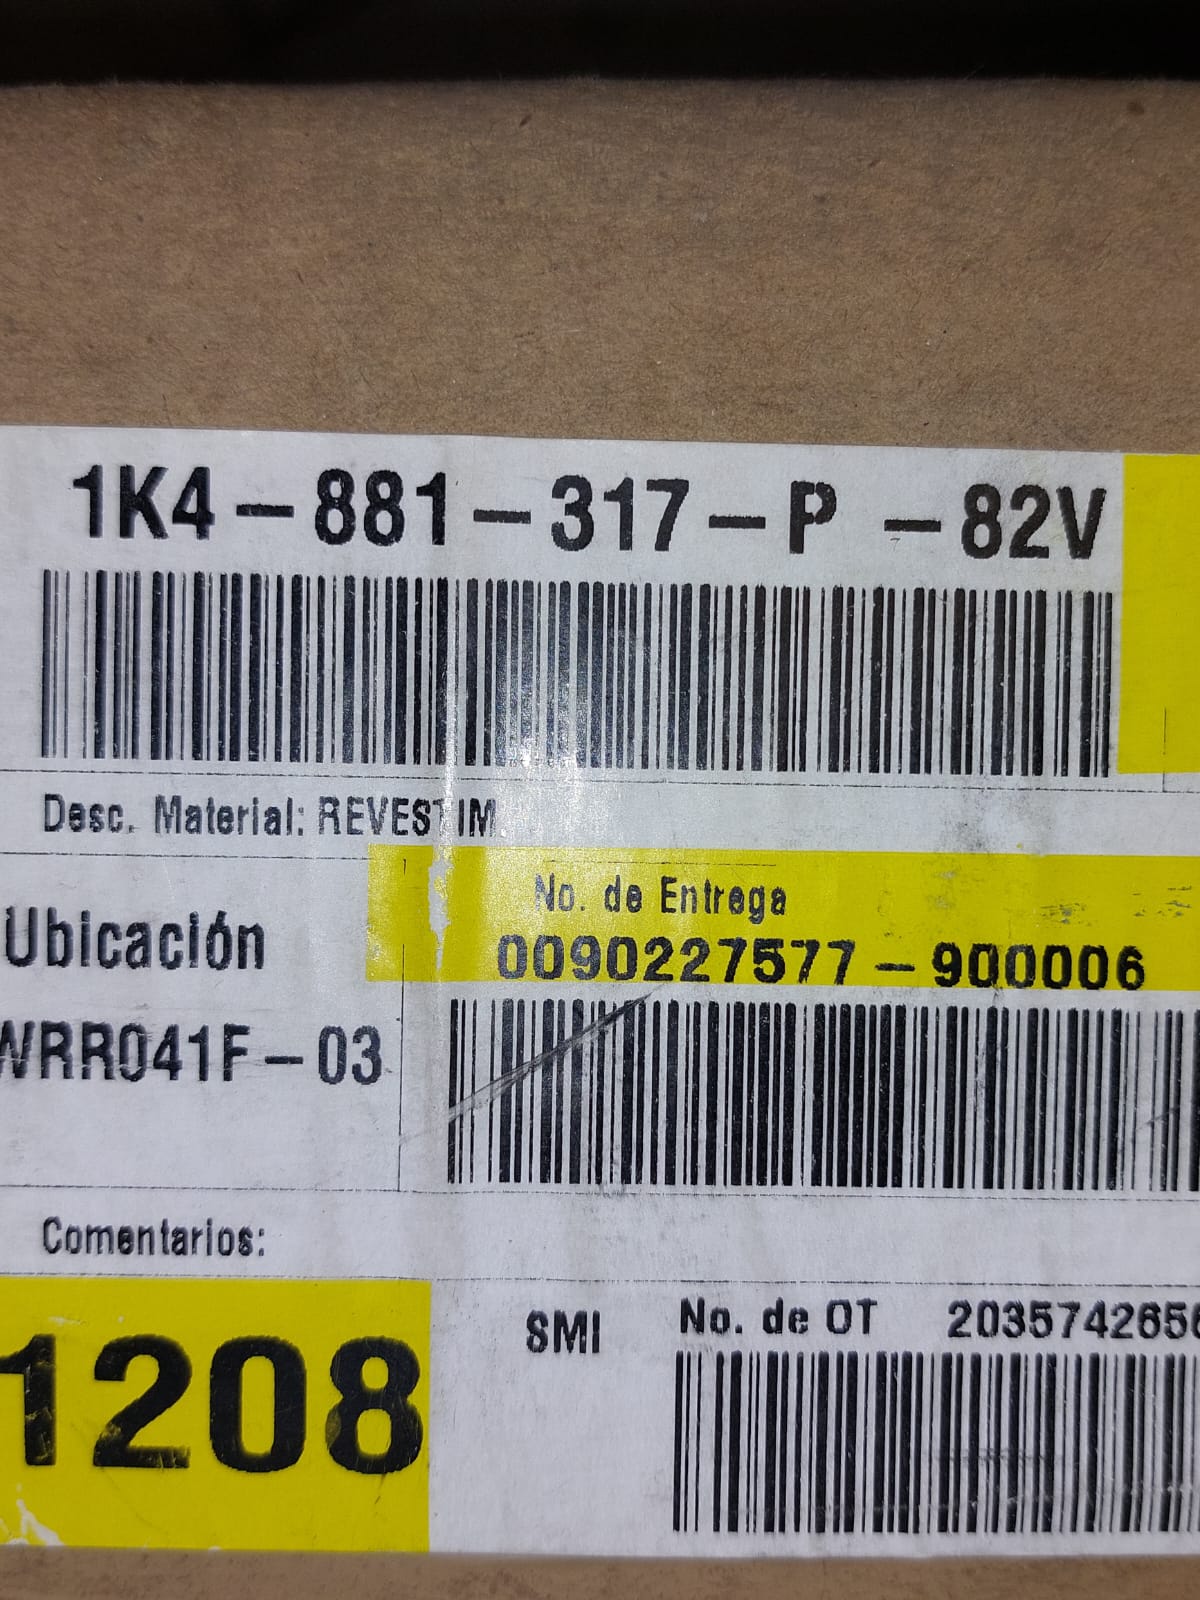 1K4-881-317-P -82V
Desc. Material: REVESTIM.
Ubicación
No. de Entrega
0090227577-900006
WRR041F-03
Comentarios:
SMI No. de OT 2035742656
1208